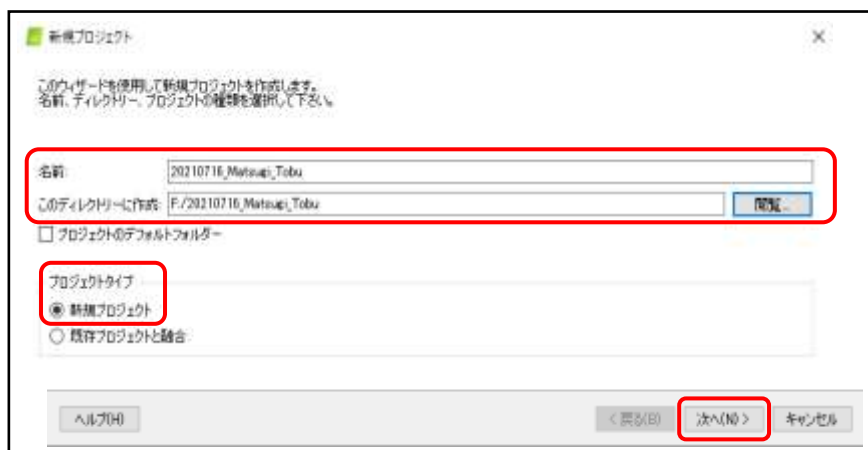 新規プロジェクト
このウィザードを使用して新規プロジェクトを作成します。
名前、ディレクトリー、プロジェクトの種類を選択して下さい。
名前:
20210716_Matsugi_Tobu
このディレクトリーに作成:
F:/20210716_Matsugi_Tobu
閲覧...
プロジェクトのデフォルトフォルダー
プロジェクトタイプ
新規プロジェクト
既存プロジェクトと融合
ヘルプ(H)
< 戻る(B)
次へ(N) >
キャンセル